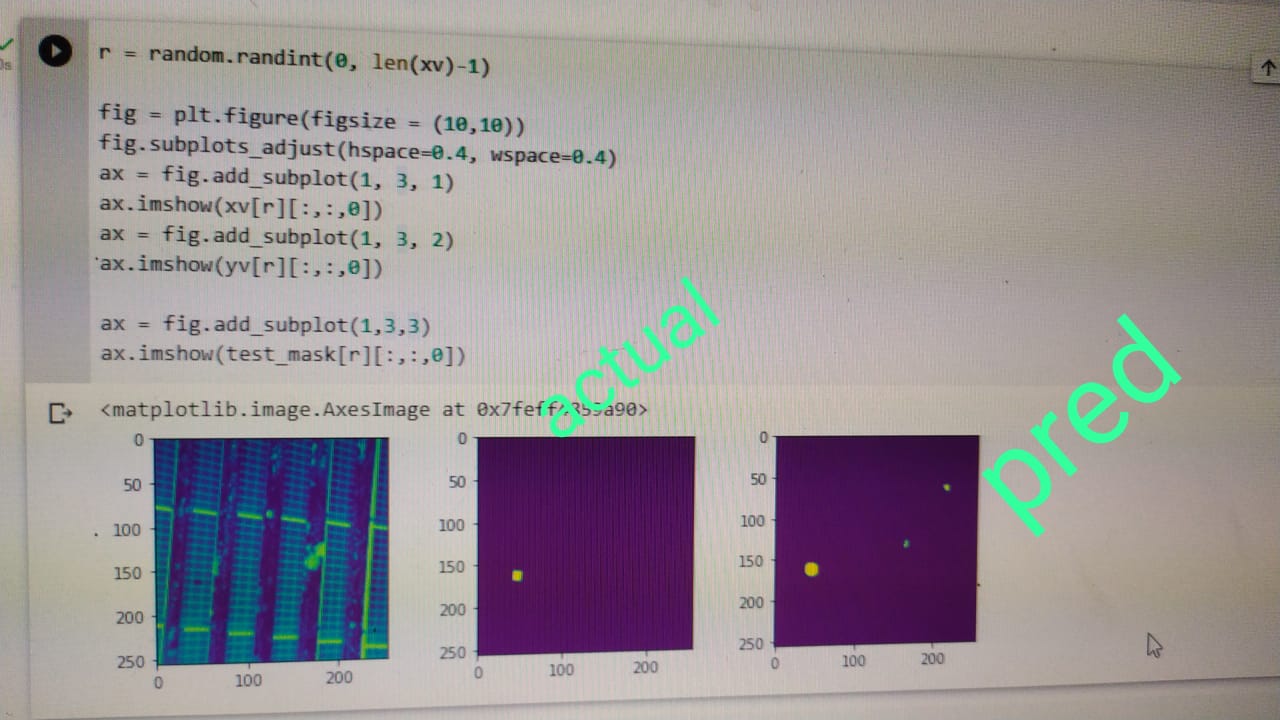 r = random.randint(0, len(xv)-1)
fig = plt.figure(figsize = (10,10))
fig.subplots_adjust(hspace=0.4, wspace=0.4)
ax = fig.add_subplot(1, 3, 1)
ax.imshow(xv[r][:,:,0])
ax = fig.add_subplot(1, 3, 2)
ax.imshow(yv[r][:,:,0])
ax = fig.add_subplot(1,3,3)
ax.imshow(test_mask[r][:,:,0])
<matplotlib.image.AxesImage at
actual
pred
0
50
100
150
200
250
0 100 200
0
50
100
150
200
250
0 100 200
0
50
100
150
200
250
0 100 200